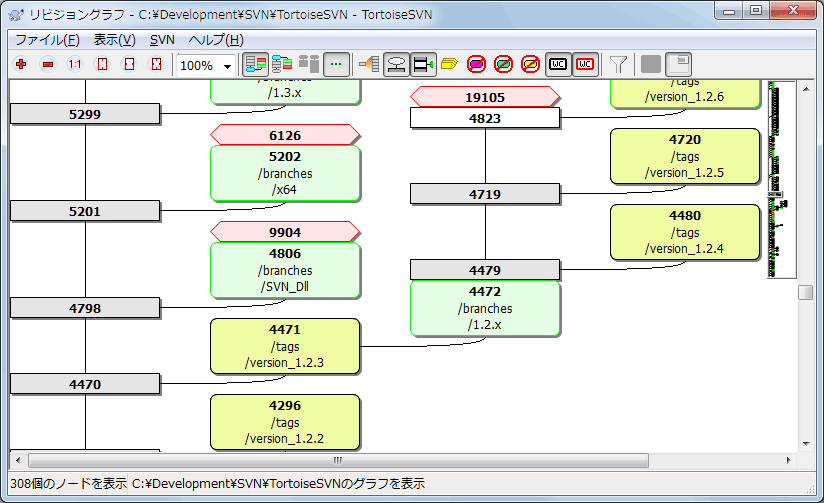 リビジョングラフ - C:¥Development¥SVN¥TortoiseSVN - TortoiseSVN
ファイル(F) 表示(V) SVN ヘルプ(H)
1:1 100% WC WC
/branches
/1.3.x
5299
6126
5202
/branches
/x64
5201
9904
4806
/branches
/SVN_Dll
4798
4471
/tags
/version_1.2.3
4470
4296
/tags
/version_1.2.2
19105
4823
4719
4479
4472
/branches
/1.2.x
/tags
/version_1.2.6
4720
/tags
/version_1.2.5
4480
/tags
/version_1.2.4
308個のノードを表示 C:¥Development¥SVN¥TortoiseSVNのグラフを表示